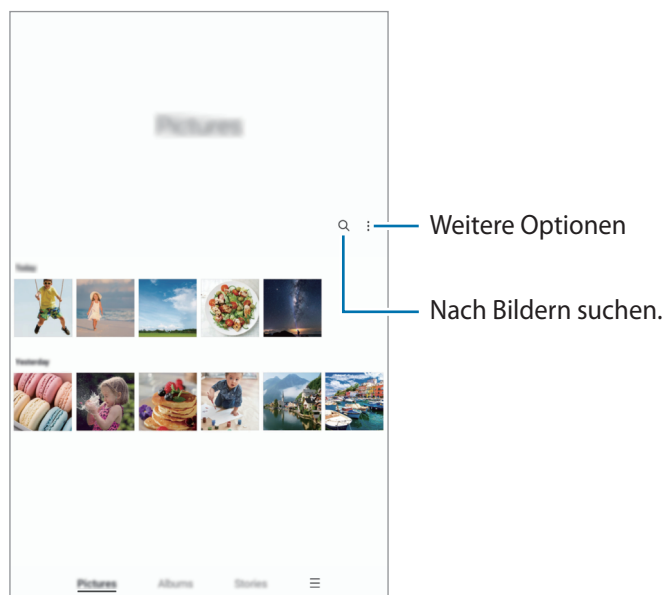 Pictures
Weitere Optionen
Today
Nach Bildern suchen.
Yesterday
Pictures Albums Stories